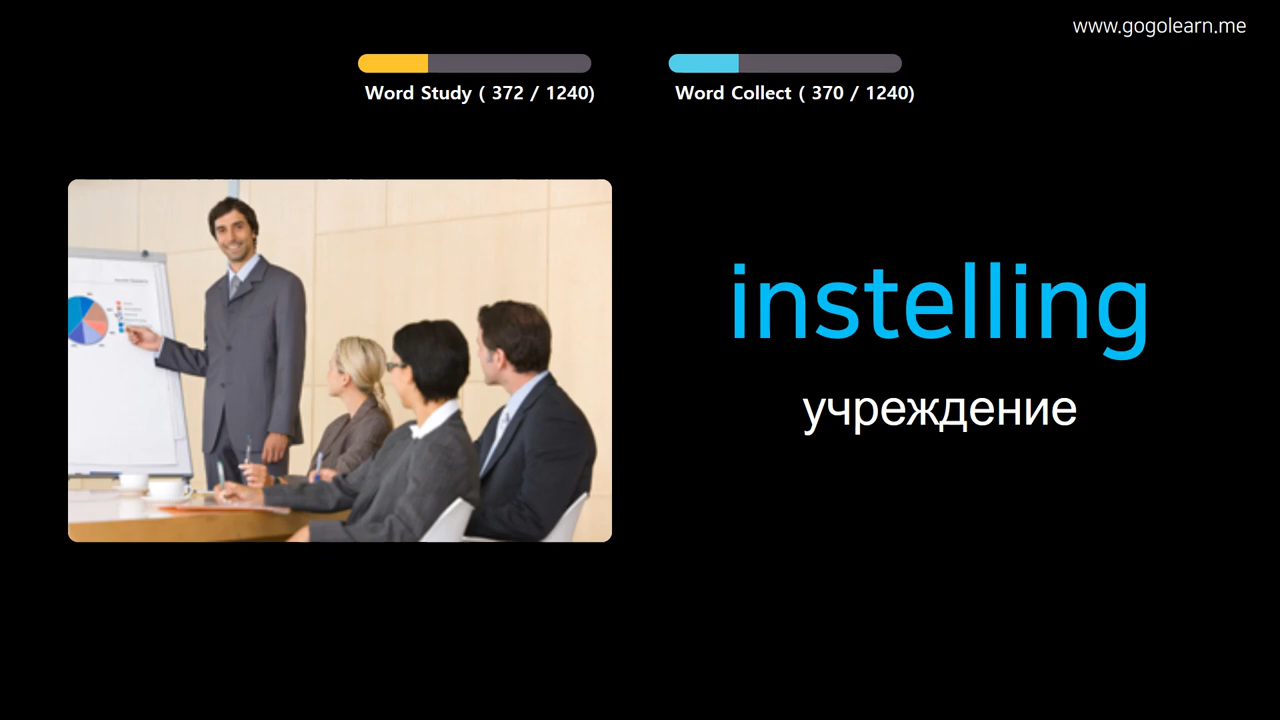 www.gogolearn.me
Word Study ( 372 / 1240)
Word Collect ( 370 / 1240)
instelling
учреждение